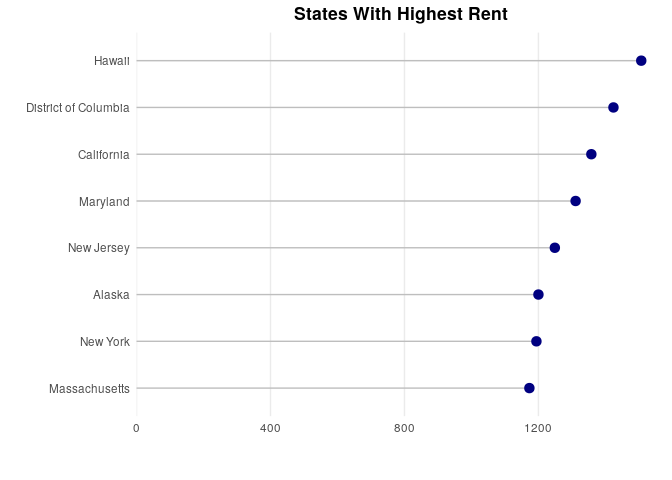 States With Highest Rent
Hawaii
District of Columbia
California
Maryland
New Jersey
Alaska
New York
Massachusetts
0 400 800 1200